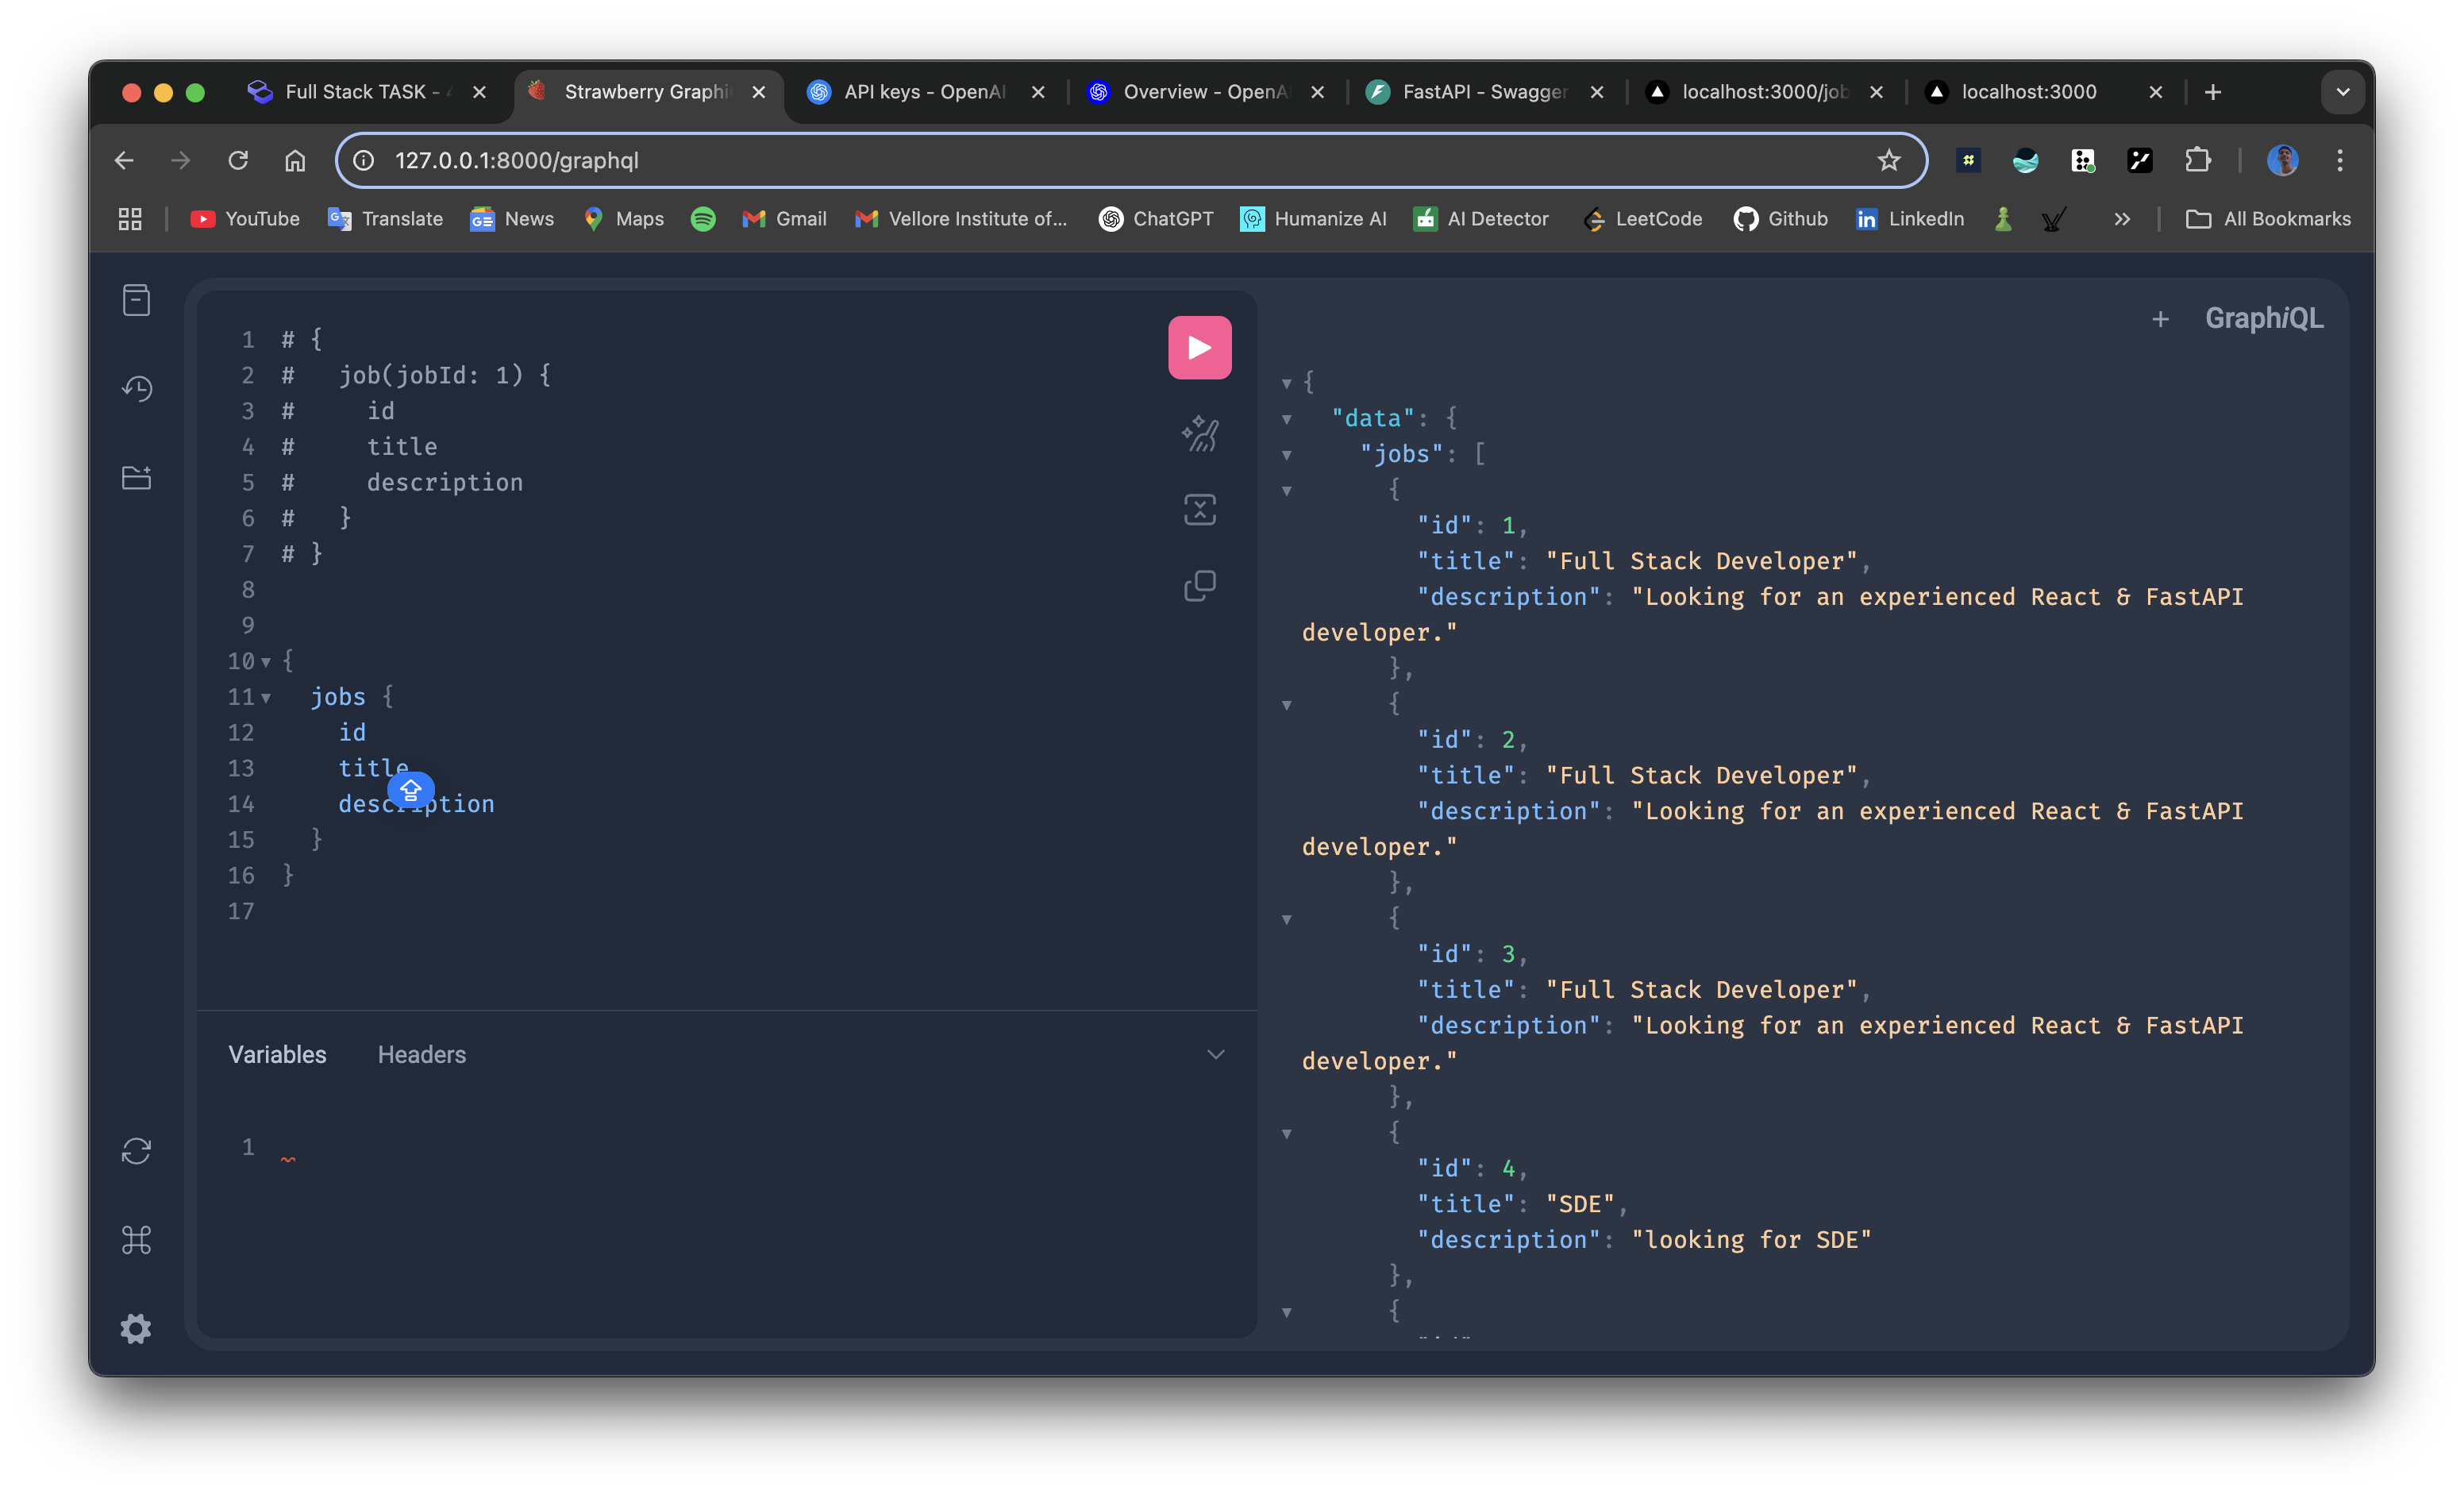 Full Stack TASK -
Strawberry Graphi
API keys - OpenAI
Overview - OpenA
FastAPI - Swagger
localhost:3000/job
localhost:3000
127.0.0.1:8000/graphql
YouTube
Translate
News
Maps
Gmail
Vellore Institute of...
ChatGPT
Humanize AI
AI Detector
LeetCode
Github
LinkedIn
All Bookmarks
1 # {
2 #   job(jobId: 1) {
3 #     id
4 #     title
5 #     description
6 #   }
7 # }
8
9
10 {
11   jobs {
12     id
13     title
14     description
15   }
16 }
17
Variables
Headers
1
GraphiQL
{
"data": {
"jobs": [
{
"id": 1,
"title": "Full Stack Developer",
"description": "Looking for an experienced React & FastAPI
developer."
},
{
"id": 2,
"title": "Full Stack Developer",
"description": "Looking for an experienced React & FastAPI
developer."
},
{
"id": 3,
"title": "Full Stack Developer",
"description": "Looking for an experienced React & FastAPI
developer."
},
{
"id": 4,
"title": "SDE",
"description": "looking for SDE"
},
{